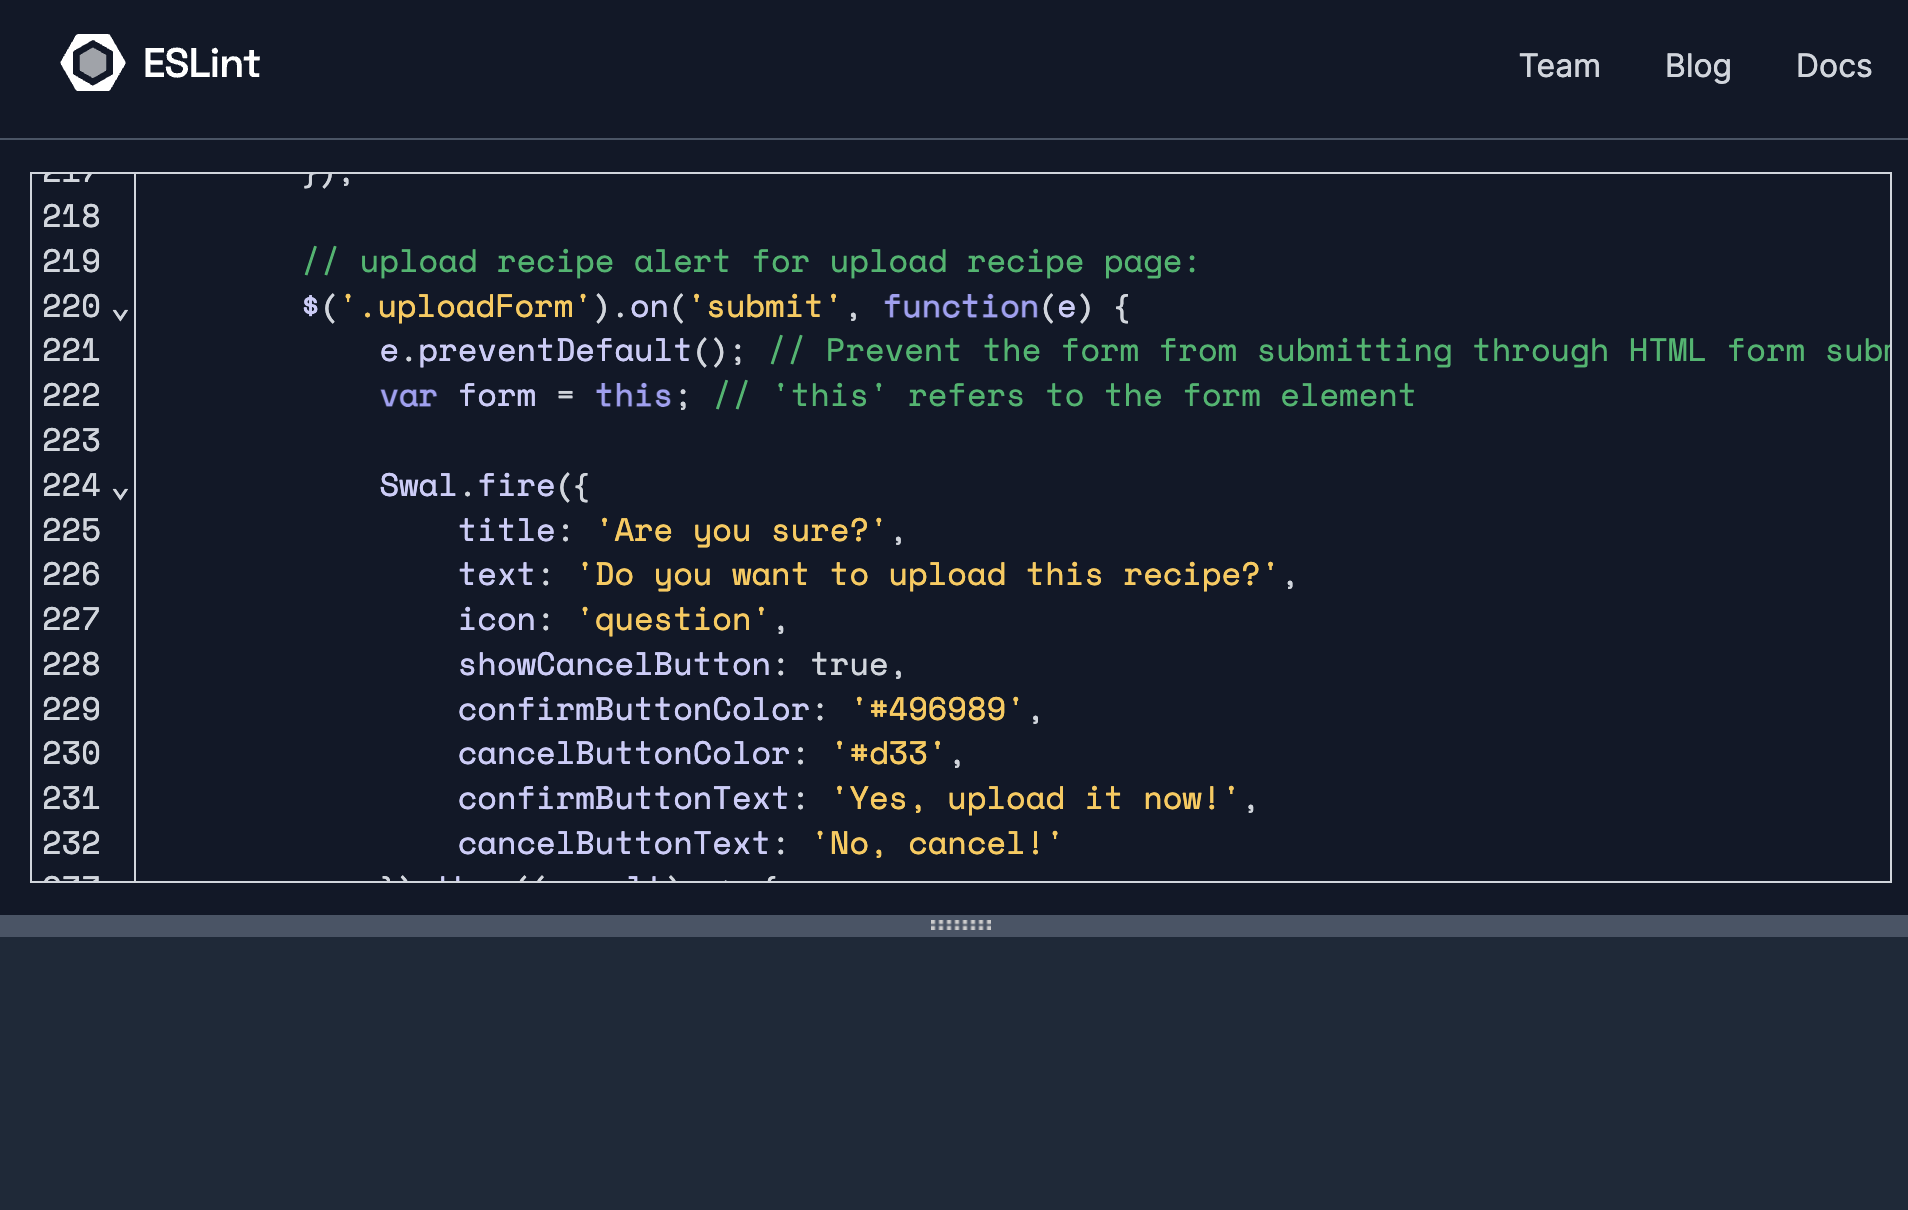 ESLint
Team Blog Docs
217 });
218
219 // upload recipe alert for upload recipe page:
220 $('.uploadForm').on('submit', function(e) {
221 e.preventDefault(); // Prevent the form from submitting through HTML form
222 var form = this; // 'this' refers to the form element
223
224 Swal.fire({
225 title: 'Are you sure?',
226 text: 'Do you want to upload this recipe?',
227 icon: 'question',
228 showCancelButton: true,
229 confirmButtonColor: '#496989',
230 cancelButtonColor: '#d33',
231 confirmButtonText: 'Yes, upload it now!',
232 cancelButtonText: 'No, cancel!'